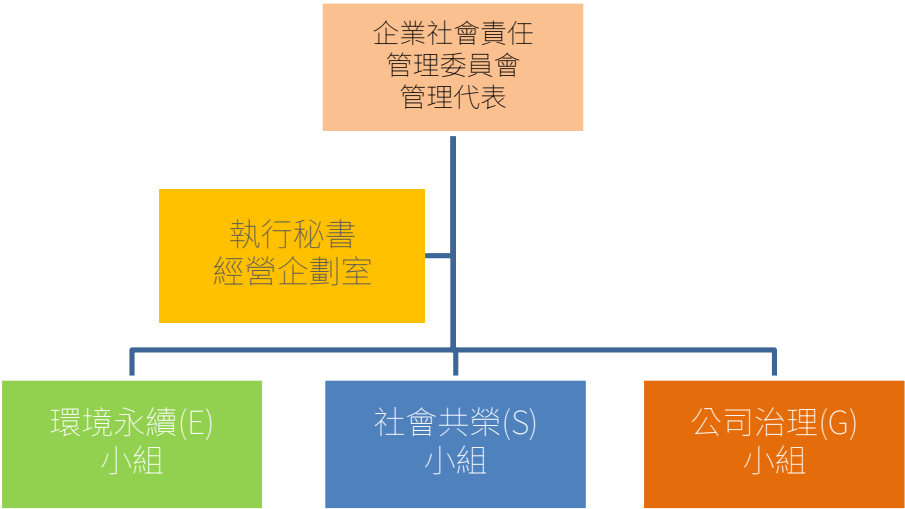 企業社會責任
管理委員會
管理代表
執行秘書
經營企劃室
環境永續(E)
小組
社會共榮(S)
小組
公司治理(G)
小組